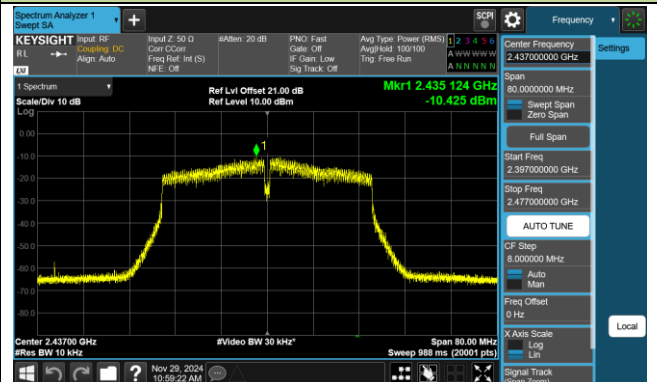 Spectrum Analyzer 1
Swept SA
+
SCPI
Frequency
KEYSIGHT
RL
LXI
Input: RF
Coupling: DC
Align: Auto
Input Z: 50 Ω
Corr CCorr
Freq Ref: Int (S)
NFE: Off
#Atten: 20 dB
PNO: Fast
Gate: Off
IF Gain: Low
Sig Track: Off
Avg Type: Power (RMS)
Avg|Hold: 100/100
Trig: Free Run
1 2 3 4 5 6
A W W W W W
A N N N N N
1 Spectrum
Scale/Div 10 dB
Log
Ref Lvl Offset 21.00 dB
Ref Level 10.00 dBm
Mkr1 2.435 124 GHz
-10.425 dBm
1
0.00
-10.0
-20.0
-30.0
-40.0
-50.0
-60.0
-70.0
-80.0
Center 2.43700 GHz
#Res BW 10 kHz
#Video BW 30 kHz*
Span 80.00 MHz
Sweep 988 ms (20001 pts)
Nov 29, 2024
10:59:22 AM
?
Center Frequency
2.437000000 GHz
Span
80.0000000 MHz
Swept Span
Zero Span
Full Span
Start Freq
2.397000000 GHz
Stop Freq
2.477000000 GHz
AUTO TUNE
CF Step
8.000000 MHz
Auto
Man
Freq Offset
0 Hz
X Axis Scale
Log
Lin
Signal Track
(Span Zoom)
Settings
Local